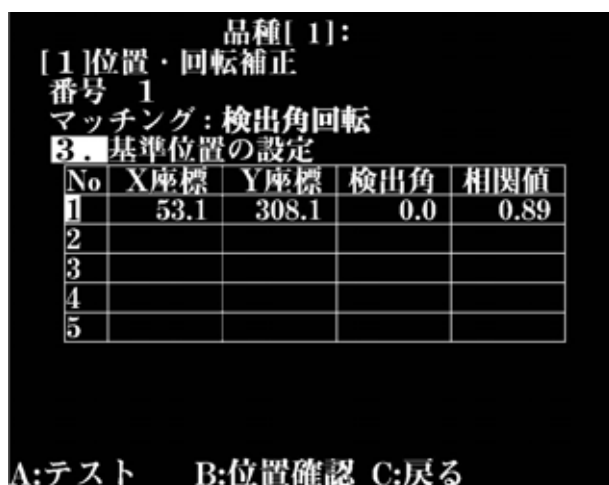 品種[ 1]:
[1]位置・回転補正
番号 1
マッチング:検出角回転
3.基準位置の設定
No X座標 Y座標 検出角 相関値
1 53.1 308.1 0.0 0.89
2
3
4
5
A:テスト B:位置確認 C:戻る